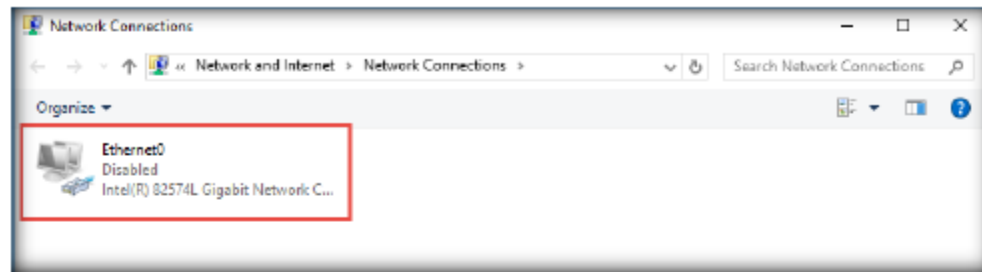 Network Connections
« Network and Internet > Network Connections >
Search Network Connections
Organize
Ethernet0
Disabled
Intel(R) 82574L Gigabit Network C...